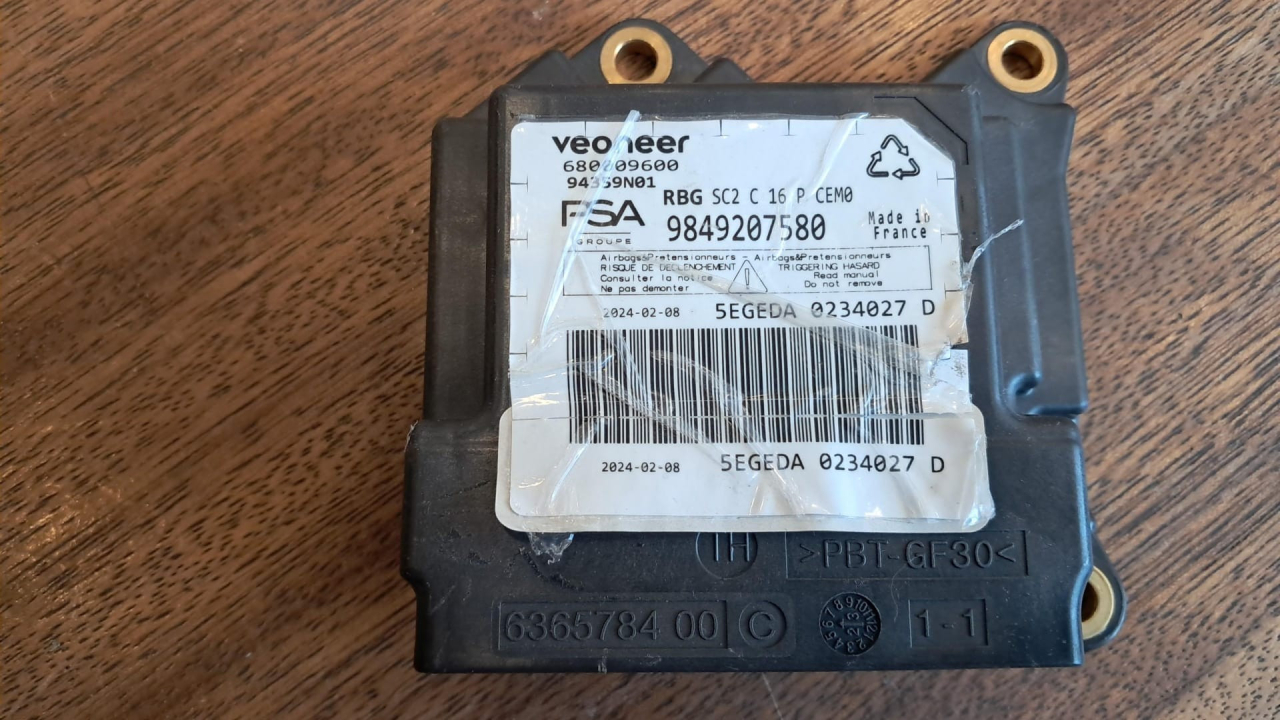 veoneer
680009600
94359N01
RBG SC2 C 16 P CEM0
PSA
GROUPE
9849207580
Made in
France
Airbags&Pretensionneurs - Airbags&Pretensionneurs
RISQUE DE DECLENCHEMENT TRIGGERING HASARD
Consulter la notice Read manual
Ne pas demonter Do not remove
2024-02-08 5EGEDA 0234027 D
2024-02-08 5EGEDA 0234027 D
TH >PBT-GF30<
6365784 00 C 1-1